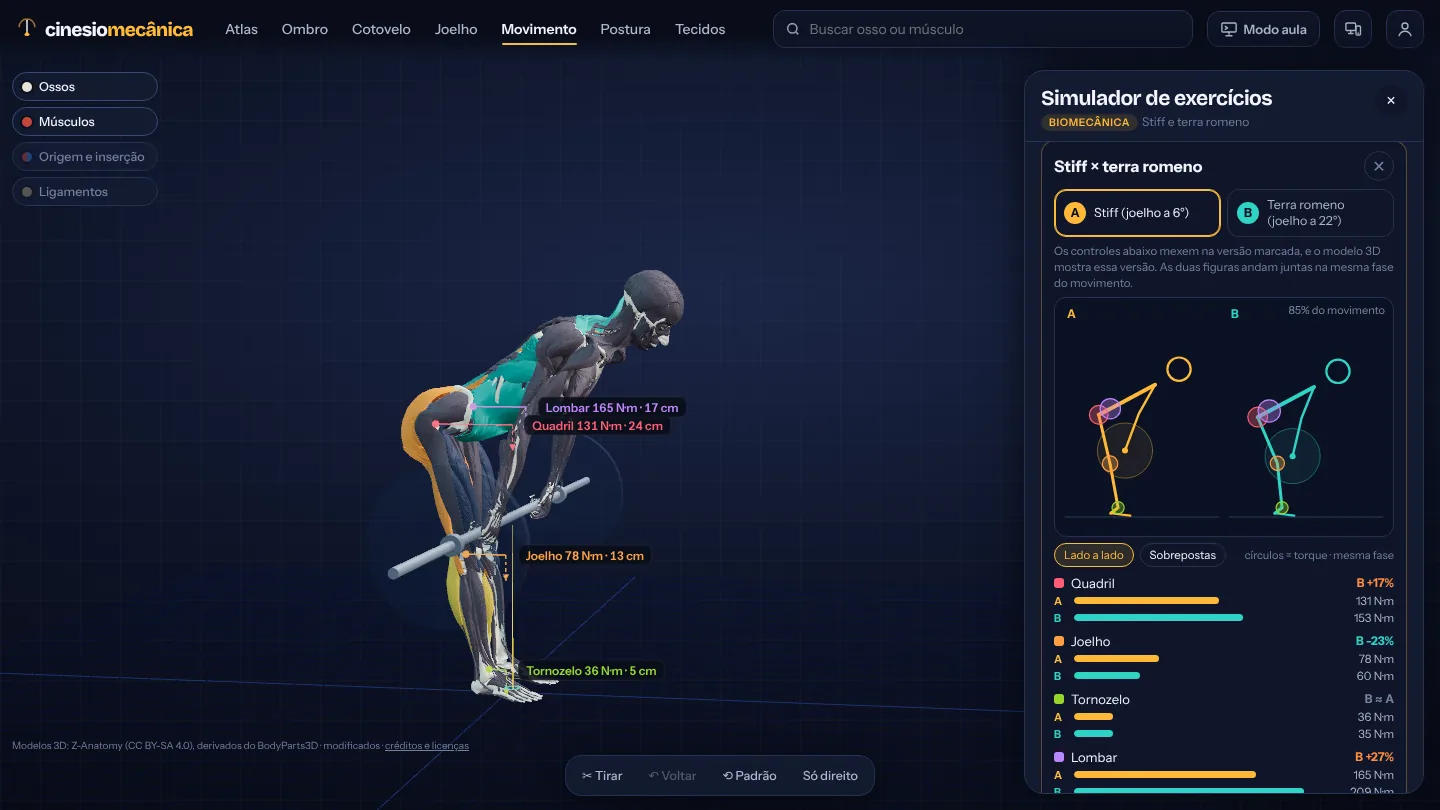 cinesiomecânica
Atlas
Ombro
Cotovelo
Joelho
Movimento
Postura
Tecidos
Buscar osso ou músculo
Modo aula
Ossos
Músculos
Origem e inserção
Ligamentos
Lombar 165 N·m · 17 cm
Quadril 131 N·m · 24 cm
Joelho 78 N·m · 13 cm
Tornozelo 36 N·m · 5 cm
Modelos 3D: Z-Anatomy (CC BY-SA 4.0), derivados do BodyParts3D · modificados · créditos e licenças
✂ Tirar
↶ Voltar
⟲ Padrão
Só direito
Simulador de exercícios
×
BIOMECÂNICA Stiff e terra romeno
Stiff × terra romeno
✕
A Stiff (joelho a 6°)
B Terra romeno
(joelho a 22°)
Os controles abaixo mexem na versão marcada, e o modelo 3D
mostra essa versão. As duas figuras andam juntas na mesma fase
do movimento.
A
B
85% do movimento
Lado a lado
Sobrepostas
círculos = torque · mesma fase
Quadril B +17%
A 131 N·m
B 153 N·m
Joelho B -23%
A 78 N·m
B 60 N·m
Tornozelo B ≈ A
A 36 N·m
B 35 N·m
Lombar B +27%
A 165 N·m
B 209 N·m